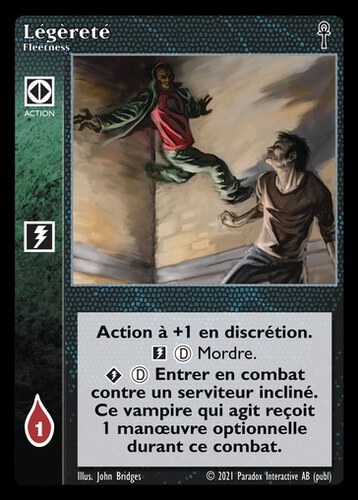 Légèreté
Fleetness
ACTION
Action à +1 en discrétion.
D Mordre.
D Entrer en combat
contre un serviteur incliné.
Ce vampire qui agit reçoit
1 manœuvre optionnelle
durant ce combat.
1
Illus. John Bridges © 2021 Paradox Interactive AB (publ)